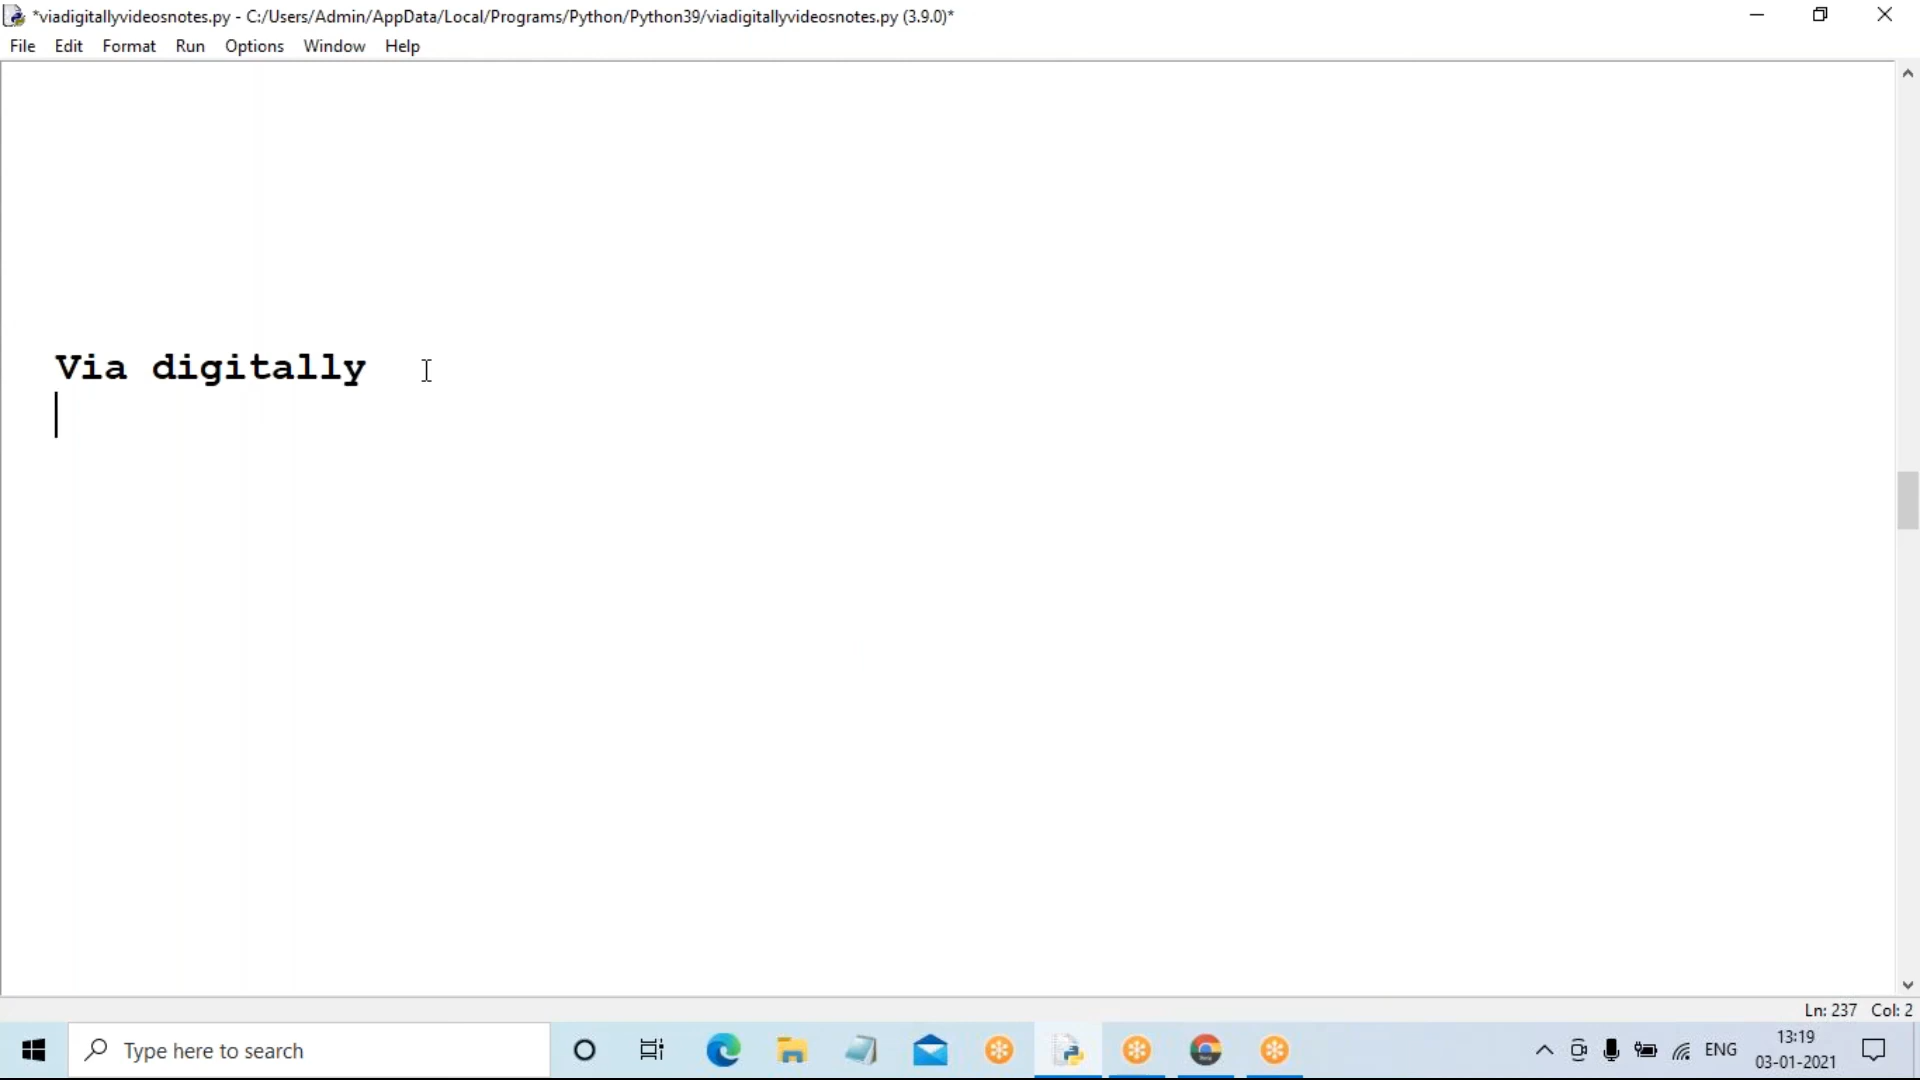 *viadigitallyvideosnotes.py - C:/Users/Admin/AppData/Local/Programs/Python/Python39/viadigitallyvideosnotes.py (3.9.0)*
File Edit Format Run Options Window Help
Via digitally
Ln: 237 Col: 2
Type here to search
ENG
13:19
03-01-2021